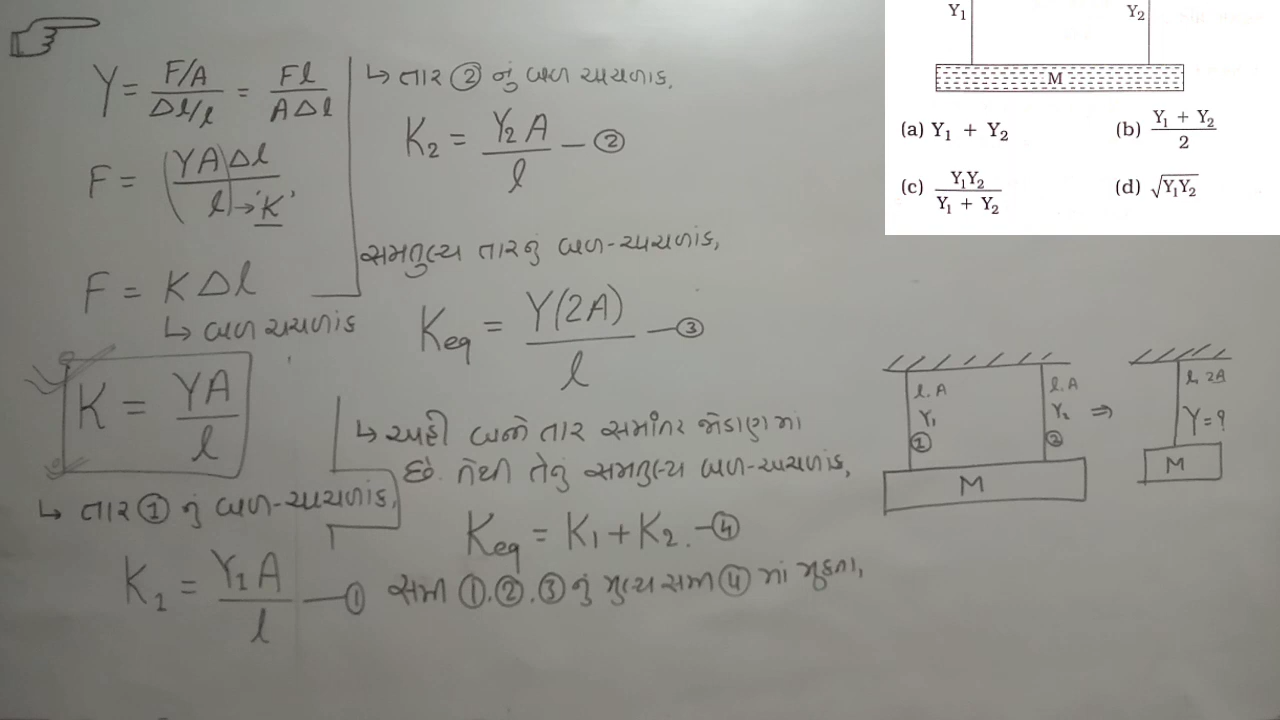 Y = F/A / Δl/l = Fl / AΔl
F = (YA / l) Δl → 'K'
F = K Δl
↳ બળ અચળાંક
K = YA / l
↳ તાર ① નું બળ-અચળાંક,
K₁ = Y₁A / l — ①
↳ તાર ② નું બળ અચળાંક,
K₂ = Y₂A / l — ②
સમતુલ્ય તારનું બળ-અચળાંક,
Keq = Y(2A) / l — ③
↳ અહી બન્ને તાર સમાંતર જોડાણ માં
છે. તેથી તેનું સમતુલ્ય બળ-અચળાંક,
Keq = K₁ + K₂ — ④
સમી ①,②,③ નું મુલ્ય સમી ④ માં મુકતા,
Y₁ Y₂
M
(a) Y₁ + Y₂ (b) Y₁ + Y₂ / 2
(c) Y₁Y₂ / Y₁ + Y₂ (d) √Y₁Y₂
l, A l, A l, 2A
Y₁ Y₂ ⇒ Y = ?
① ②
M M